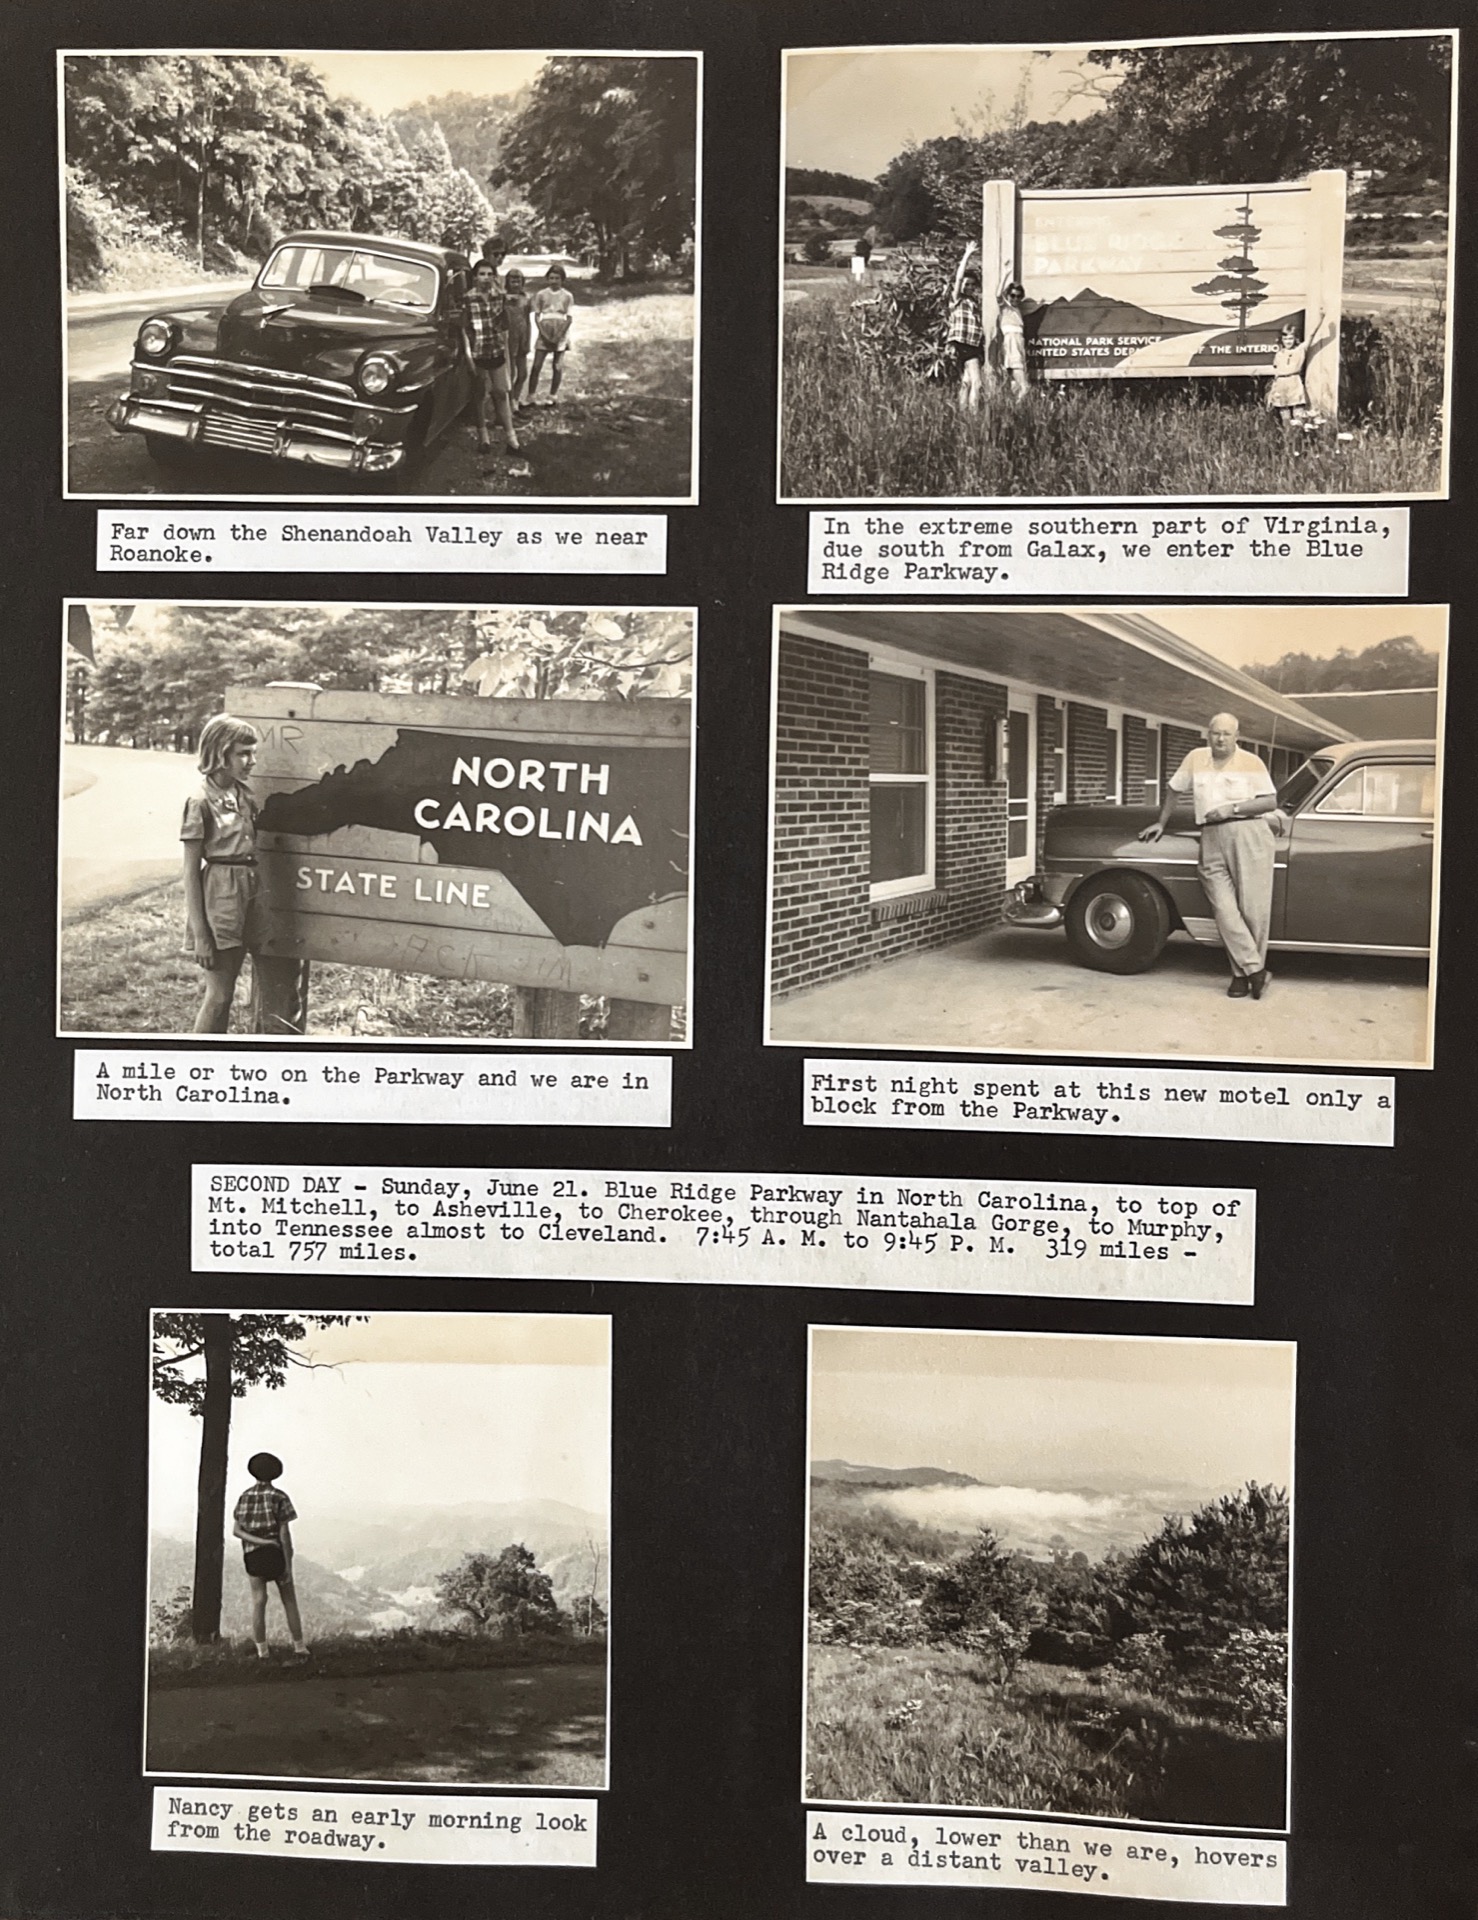 ENTERING
BLUE RIDGE
PARKWAY
NATIONAL PARK SERVICE
UNITED STATES DEP OF THE INTERIOR
Far down the Shenandoah Valley as we near
Roanoke.
In the extreme southern part of Virginia,
due south from Galax, we enter the Blue
Ridge Parkway.
MR
NORTH
CAROLINA
STATE LINE
JACK JIM
A mile or two on the Parkway and we are in
North Carolina.
First night spent at this new motel only a
block from the Parkway.
SECOND DAY - Sunday, June 21. Blue Ridge Parkway in North Carolina, to top of
Mt. Mitchell, to Asheville, to Cherokee, through Nantahala Gorge, to Murphy,
into Tennessee almost to Cleveland. 7:45 A. M. to 9:45 P. M. 319 miles -
total 757 miles.
Nancy gets an early morning look
from the roadway.
A cloud, lower than we are, hovers
over a distant valley.